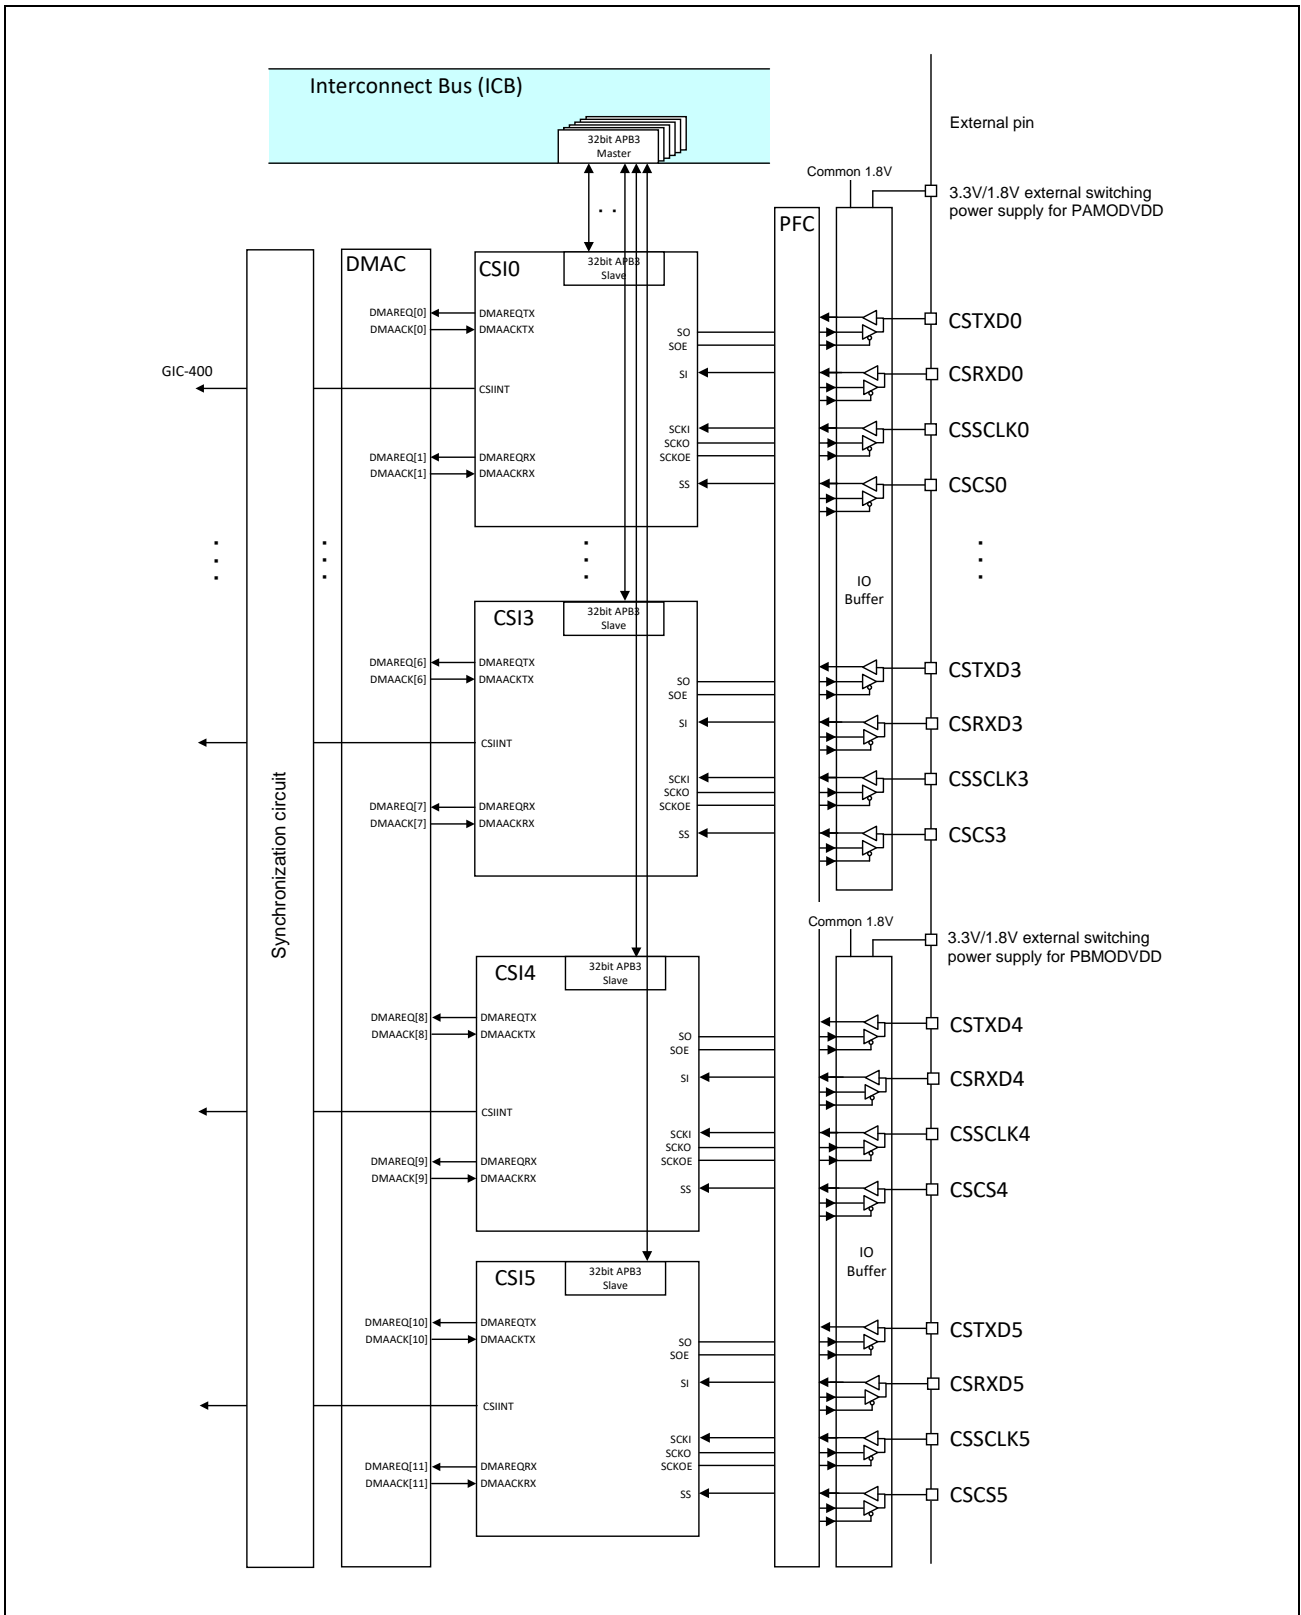 Interconnect Bus (ICB)
32bit APB3
Master
External pin
Common 1.8V
3.3V/1.8V external switching
power supply for PAMODVDD
PFC
DMAC
CSI0
32bit APB3
Slave
DMAREQ[0]
DMAACK[0]
DMAREQTX
DMAACKTX
SO
SOE
CSTXD0
GIC-400
CSIINT
SI
CSRXD0
SCKI
SCKO
SCKOE
CSSCLK0
DMAREQ[1]
DMAACK[1]
DMAREQRX
DMAACKRX
SS
CSCS0
IO
Buffer
CSI3
32bit APB3
Slave
DMAREQ[6]
DMAACK[6]
DMAREQTX
DMAACKTX
SO
SOE
CSTXD3
CSIINT
SI
CSRXD3
SCKI
SCKO
SCKOE
CSSCLK3
DMAREQ[7]
DMAACK[7]
DMAREQRX
DMAACKRX
SS
CSCS3
Synchronization circuit
Common 1.8V
3.3V/1.8V external switching
power supply for PBMODVDD
CSI4
32bit APB3
Slave
DMAREQ[8]
DMAACK[8]
DMAREQTX
DMAACKTX
SO
SOE
CSTXD4
CSIINT
SI
CSRXD4
SCKI
SCKO
SCKOE
CSSCLK4
DMAREQ[9]
DMAACK[9]
DMAREQRX
DMAACKRX
SS
CSCS4
IO
Buffer
CSI5
32bit APB3
Slave
DMAREQ[10]
DMAACK[10]
DMAREQTX
DMAACKTX
SO
SOE
CSTXD5
CSIINT
SI
CSRXD5
SCKI
SCKO
SCKOE
CSSCLK5
DMAREQ[11]
DMAACK[11]
DMAREQRX
DMAACKRX
SS
CSCS5